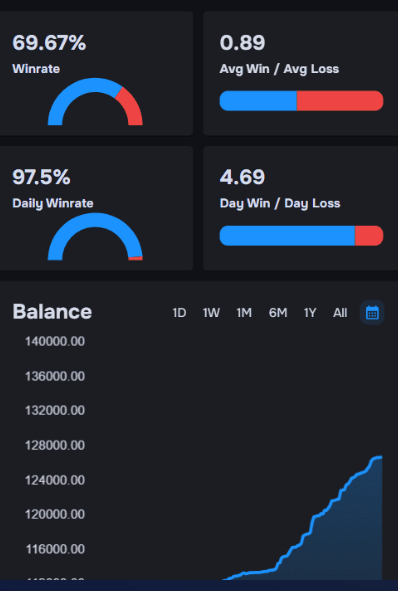 69.67%
Winrate
0.89
Avg Win / Avg Loss
97.5%
Daily Winrate
4.69
Day Win / Day Loss
Balance 1D 1W 1M 6M 1Y All
140000.00
136000.00
132000.00
128000.00
124000.00
120000.00
116000.00